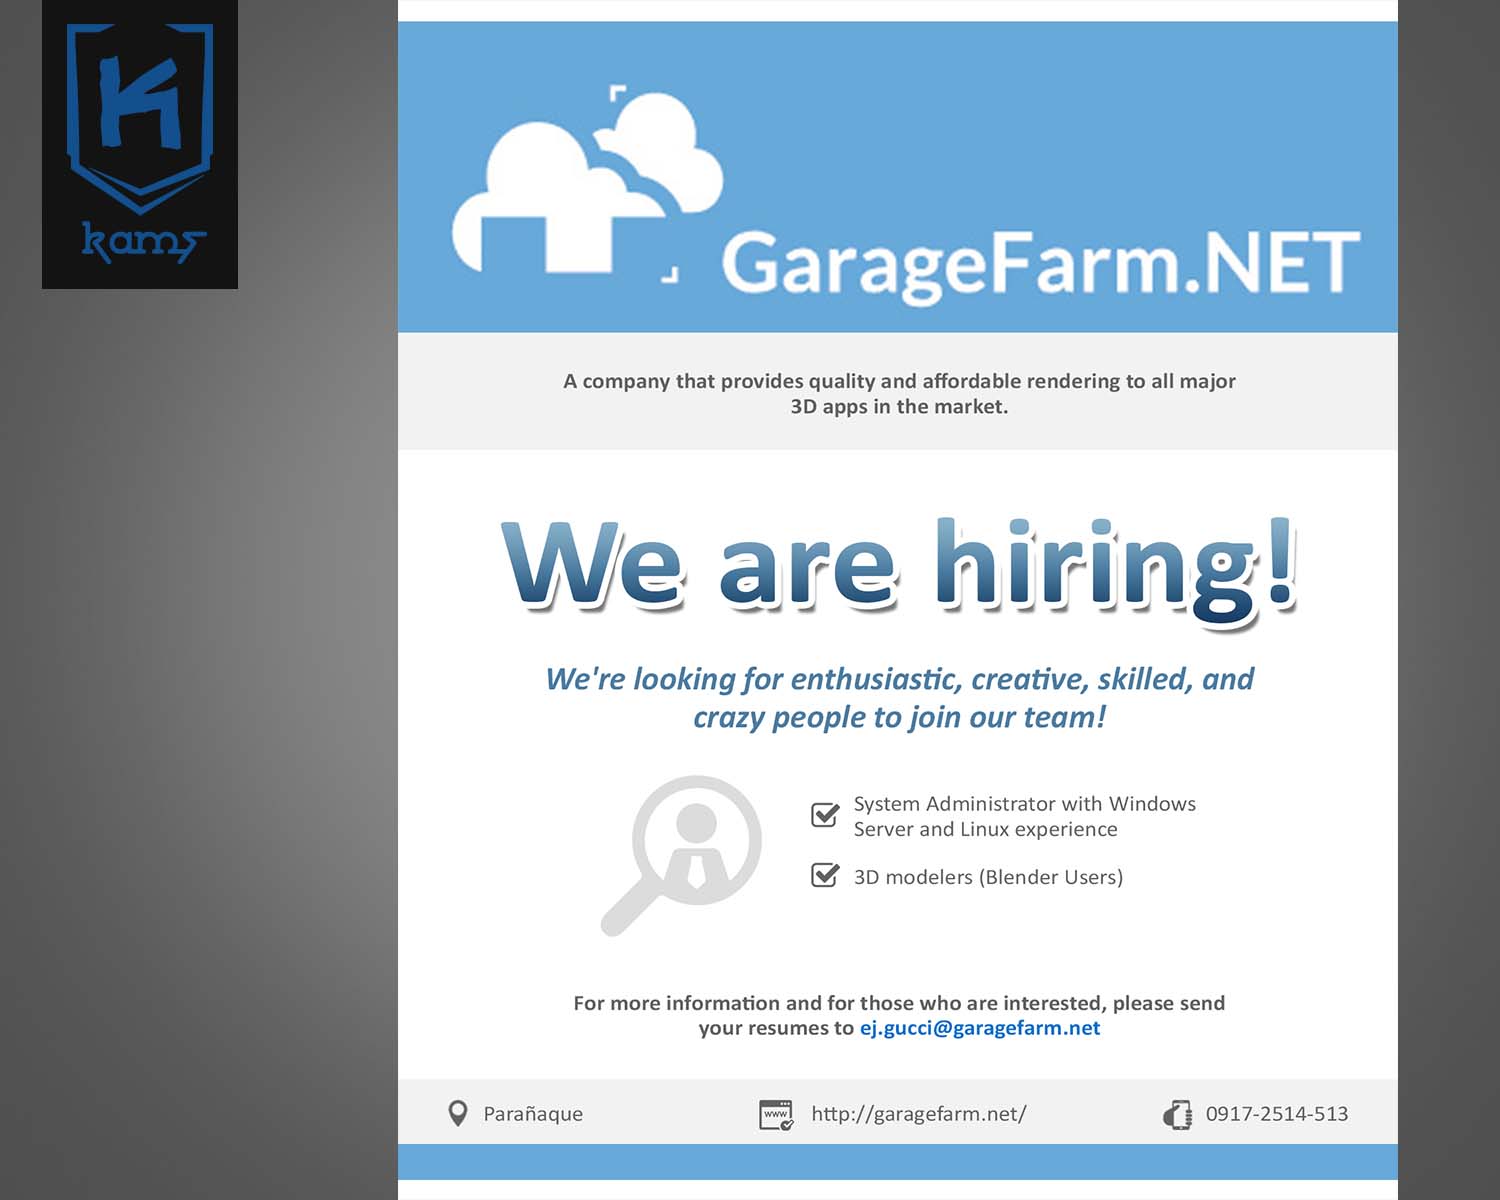 K
kams
GarageFarm.NET
A company that provides quality and affordable rendering to all major
3D apps in the market.
We are hiring!
We're looking for enthusiastic, creative, skilled, and
crazy people to join our team!
System Administrator with Windows
Server and Linux experience
3D modelers (Blender Users)
For more information and for those who are interested, please send
your resumes to ej.gucci@garagefarm.net
Parañaque
www
http://garagefarm.net/
0917-2514-513